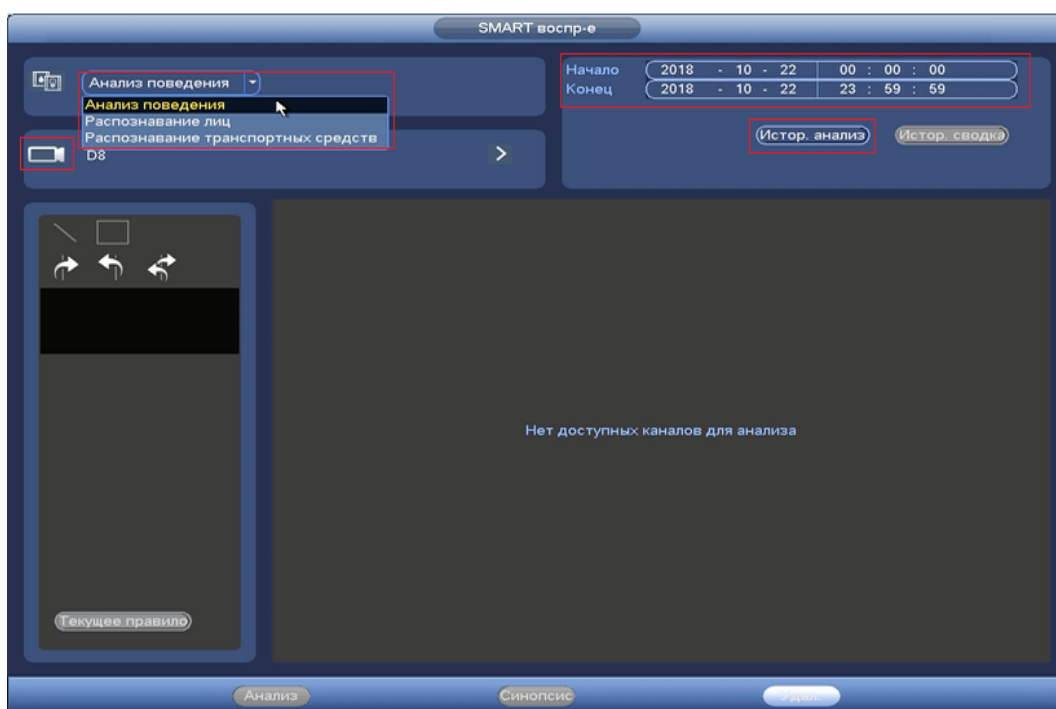 SMART воспр-е
Анализ поведения
Анализ поведения
Распознавание лиц
Распознавание транспортных средств
D8
Начало 2018 - 10 - 22 00 : 00 : 00
Конец 2018 - 10 - 22 23 : 59 : 59
Истор. анализ Истор. сводка
Нет доступных каналов для анализа
Текущее правило
Анализ Синопсис